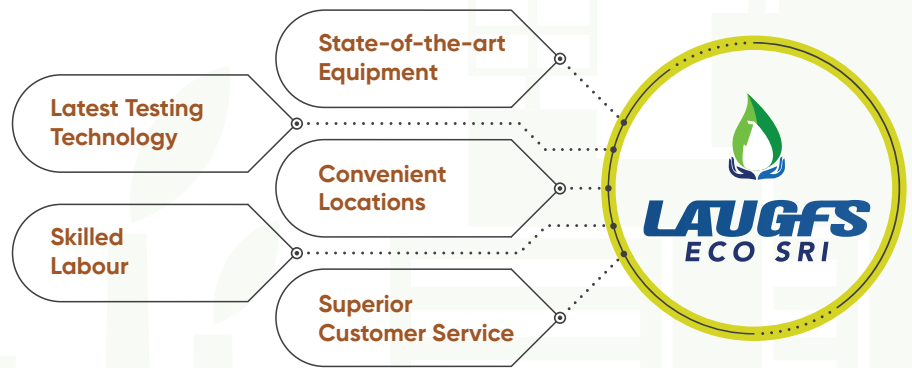 State-of-the-art
Equipment
Latest Testing
Technology
Convenient
Locations
Skilled
Labour
Superior
Customer Service
LAUGFS
ECO SRI